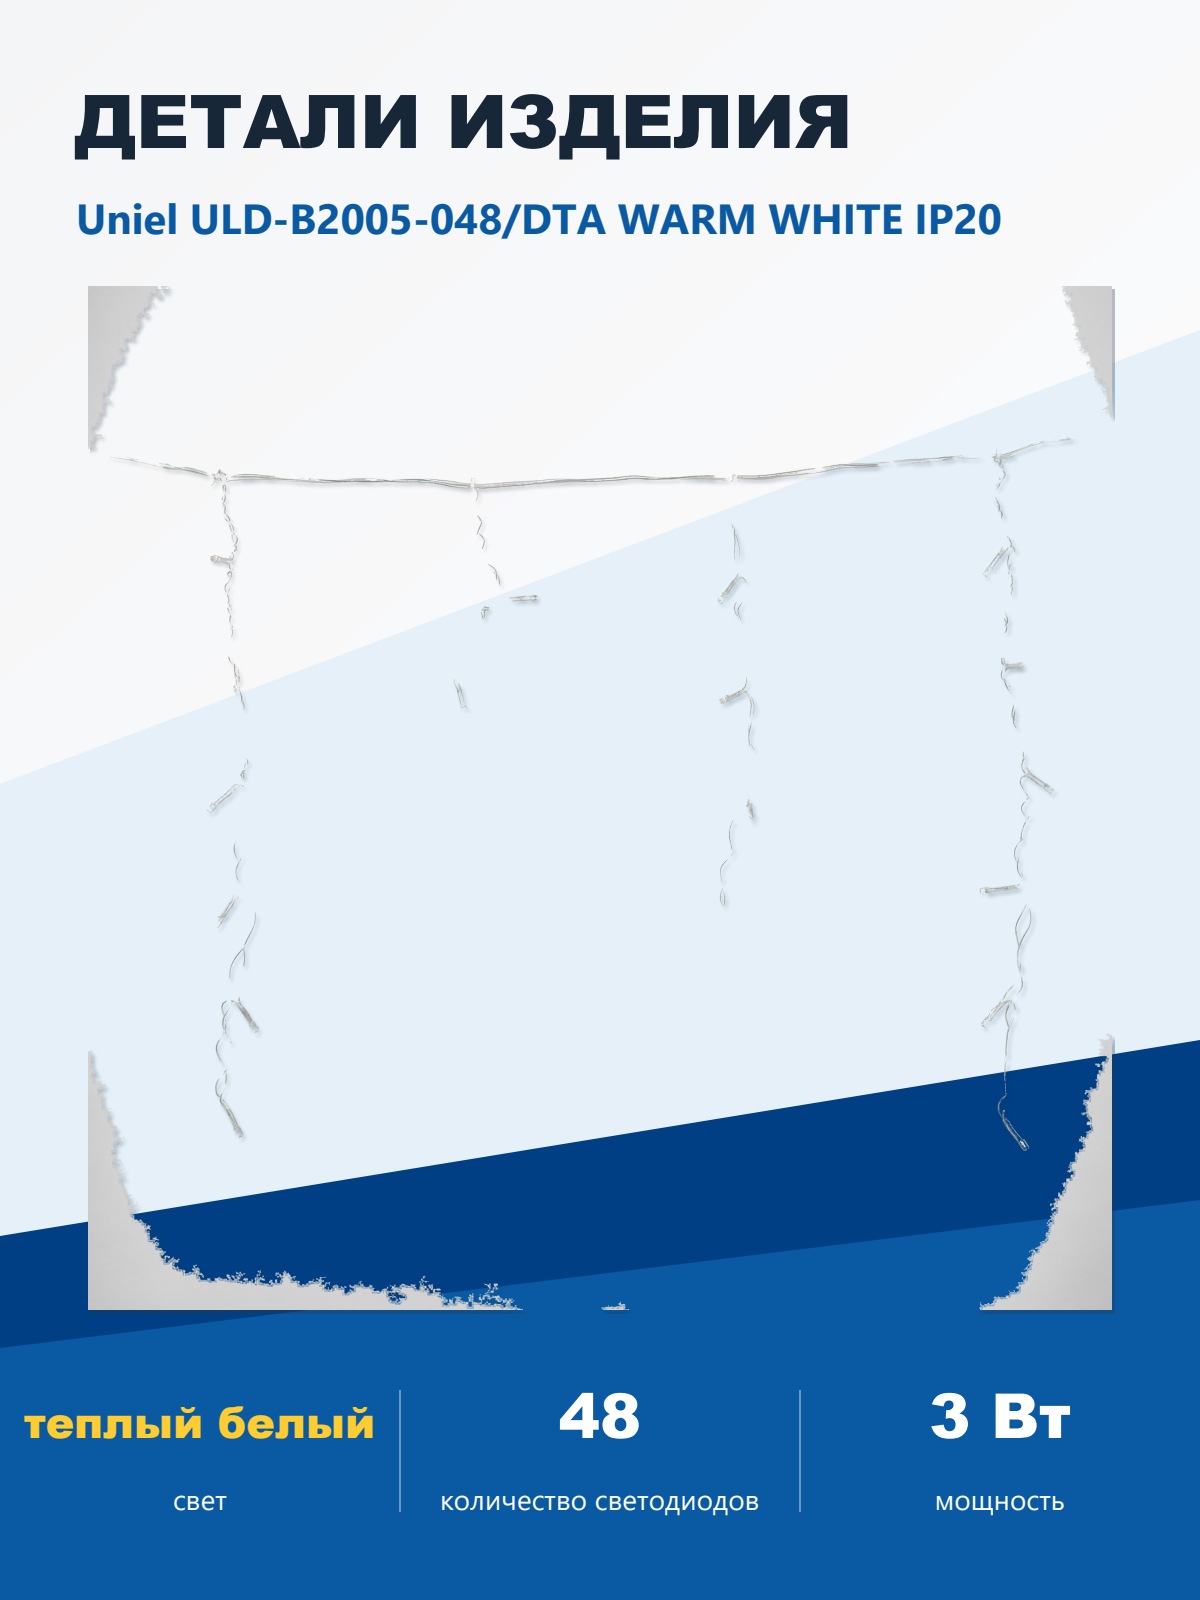 ДЕТАЛИ ИЗДЕЛИЯ
Uniel ULD-B2005-048/DTA WARM WHITE IP20
теплый белый
48
3 Вт
свет
количество светодиодов
мощность